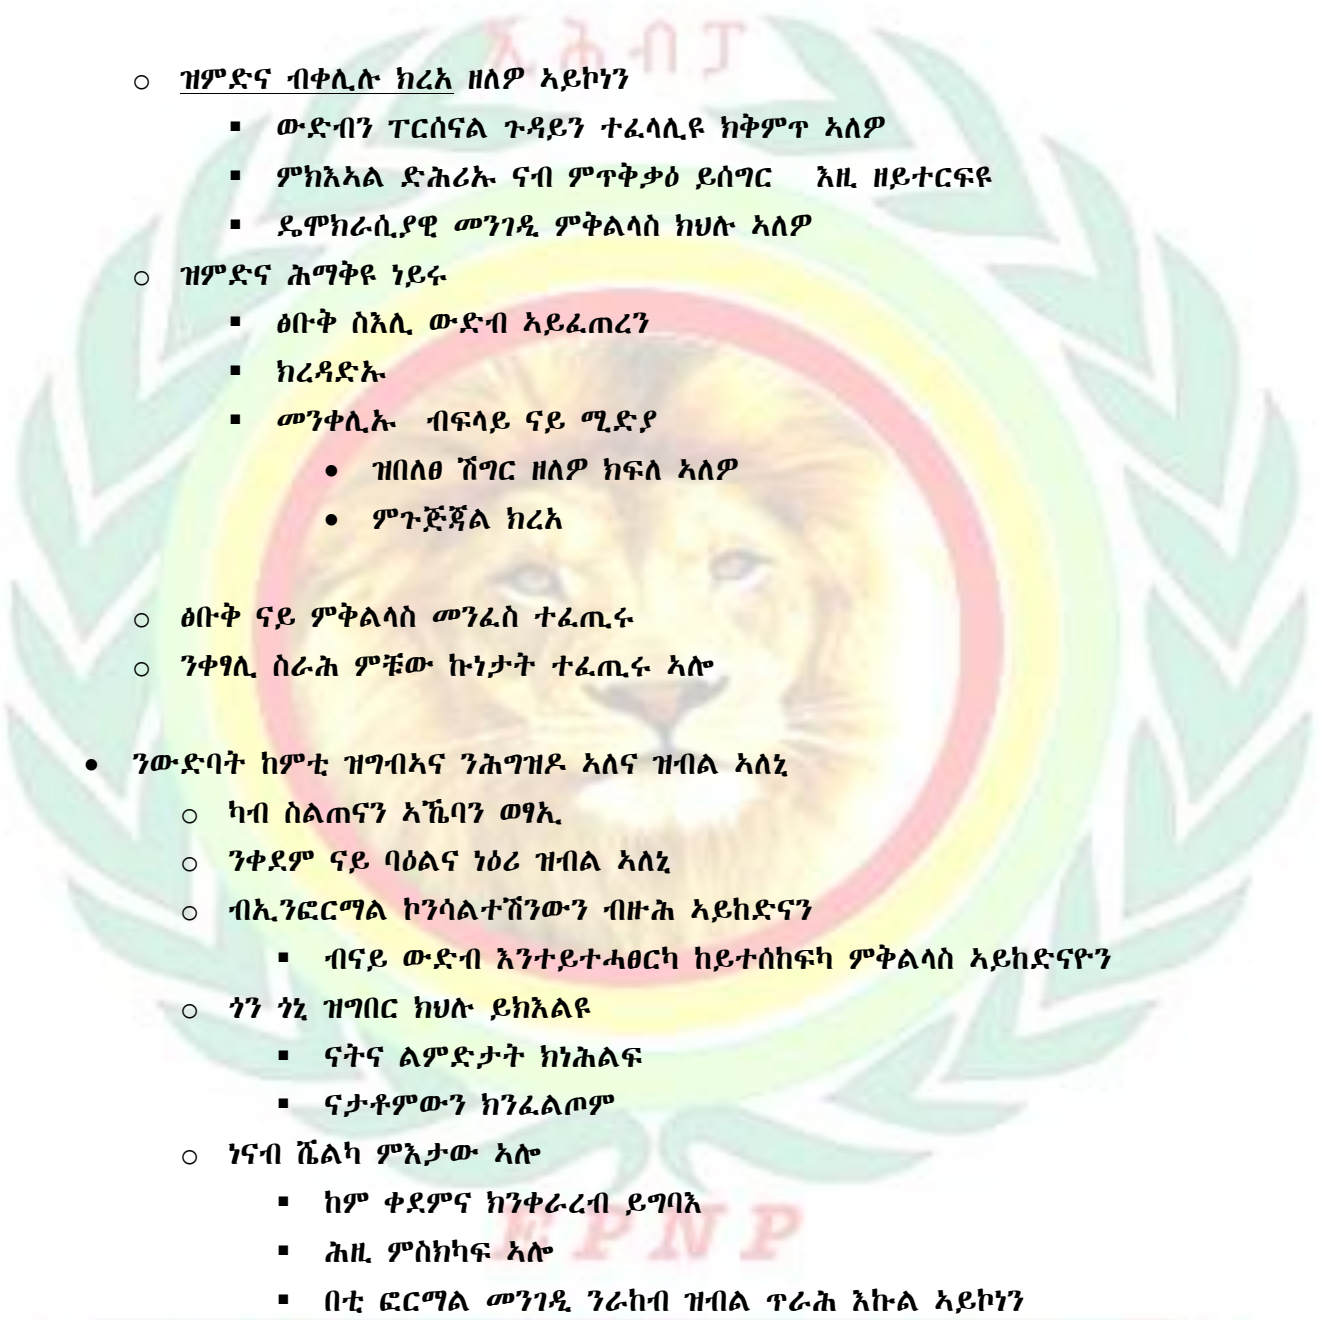 ኢሕብፓ
○ ዝምድና ብቀሊሉ ክረኣ ዘለዎ ኣይኮነን
▪ ውድብን ፐርሰናል ጉዳይን ተፈላሊዩ ክቅምጥ ኣለዎ
▪ ምክእኣል ድሕሪኡ ናብ ምጥቅቃዕ ይሰግር እዚ ዘይተርፍዩ
▪ ዴሞክራሲያዊ መንገዲ ምቅልላስ ክህሉ ኣለዎ
○ ዝምድና ሕማቅዩ ነይሩ
▪ ፅቡቅ ስእሊ ውድብ ኣይፈጠረን
▪ ክረዳድኡ
▪ መንቀሊኡ ብፍላይ ናይ ሚድያ
• ዝበለፀ ሽግር ዘለዎ ክፍለ ኣለዎ
• ምጉጅጃል ክረኣ
○ ፅቡቅ ናይ ምቅልላስ መንፈስ ተፈጢሩ
○ ንቀፃሊ ስራሕ ምቹው ኩነታት ተፈጢሩ ኣሎ
• ንውድባት ከምቲ ዝግብኣና ንሕግዝዶ ኣለና ዝብል ኣለኒ
○ ካብ ስልጠናን ኣኼባን ወፃኢ
○ ንቀደም ናይ ባዕልና ነዕሪ ዝብል ኣለኒ
○ ብኢንፎርማል ኮንሳልተሽንውን ብዙሕ ኣይከድናን
▪ ብናይ ውድብ እንተይተሓፀርካ ከይተሰከፍካ ምቅልላስ ኣይከድናዮን
○ ጎን ጎኒ ዝግበር ክህሉ ይክእልዩ
▪ ናትና ልምድታት ክነሕልፍ
▪ ናታቶምውን ክንፈልጦም
○ ነናብ ሼልካ ምእታው ኣሎ
▪ ከም ቀደምና ክንቀራረብ ይግባእ
▪ ሕዚ ምስክካፍ ኣሎ
▪ በቲ ፎርማል መንገዲ ንራከብ ዝብል ጥራሕ እኩል ኣይኮነን
EPNP